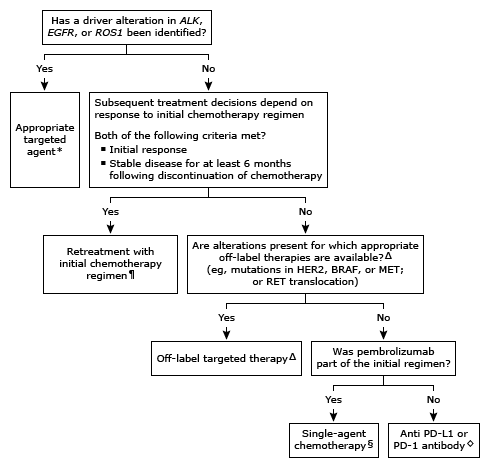 Has a driver alteration in ALK,
EGFR, or ROS1 been identified?
Yes
No
Appropriate
targeted
agent*
Subsequent treatment decisions depend on
response to initial chemotherapy regimen
Both of the following criteria met?
▪ Initial response
▪ Stable disease for at least 6 months
following discontinuation of chemotherapy
Yes
No
Retreatment with
initial chemotherapy
regimen¶
Are alterations present for which appropriate
off-label therapies are available?Δ
(eg, mutations in HER2, BRAF, or MET;
or RET translocation)
Yes
No
Off-label targeted therapyΔ
Was pembrolizumab
part of the initial regimen?
Yes
No
Single-agent
chemotherapy§
Anti PD-L1 or
PD-1 antibody◇